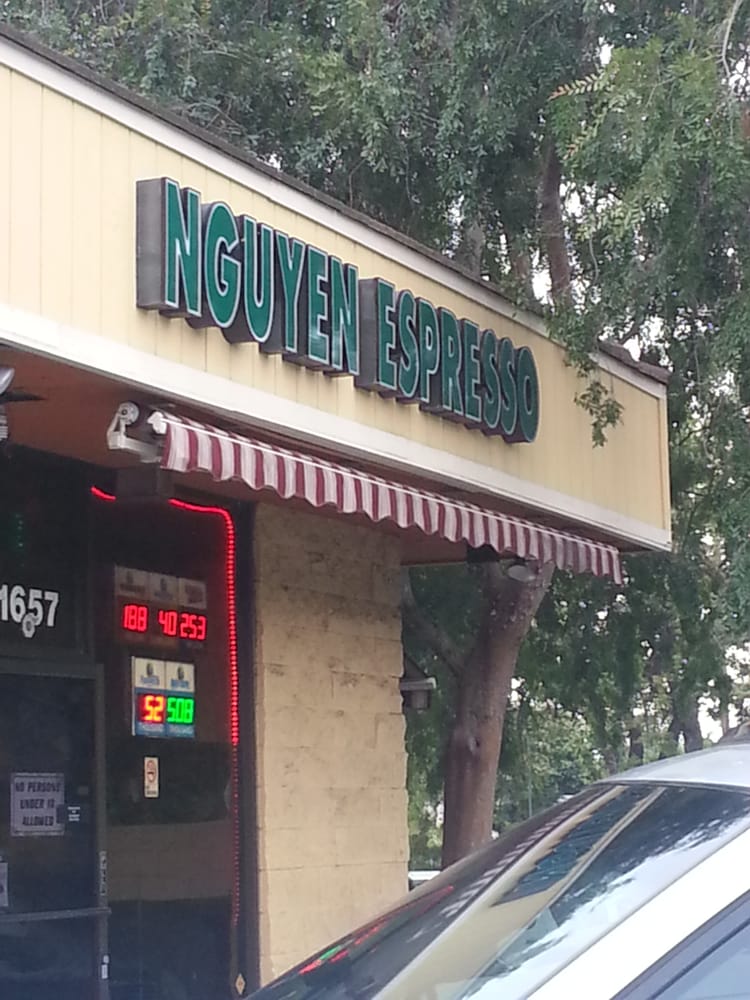 NGUYEN ESPRESSO
1657
188 40 253
52 508
NO PERSONS
UNDER 18
ALLOWED